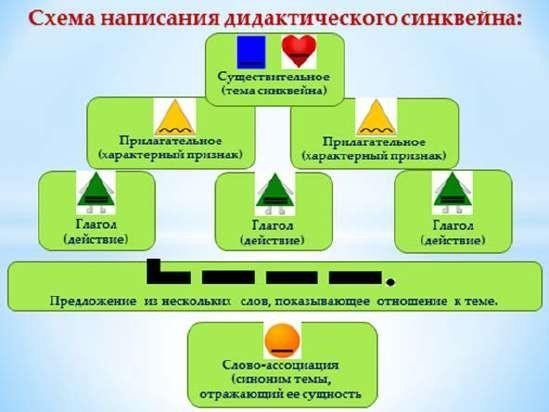 Схема написания дидактического синквейна:
Существительное
(тема синквейна)
Прилагательное
(характерный признак)
Прилагательное
(характерный признак)
Глагол
(действие)
Глагол
(действие)
Глагол
(действие)
Предложение из нескольких слов, показывающее отношение к теме.
Слово-ассоциация
(синоним темы,
отражающий ее сущность